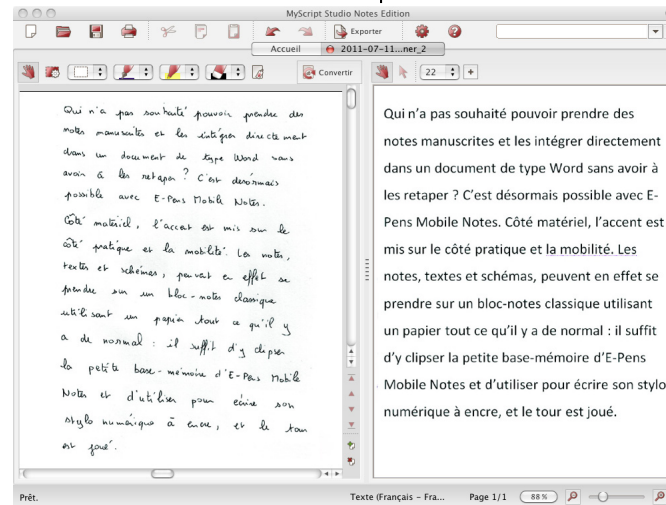 MyScript Studio Notes Edition
Exporter
Accueil
2011-07-11...ner_2
Convertir
22
Qui n'a pas souhaité pouvoir prendre des
notes manuscrites et les intégrer directement
dans un document de type Word sans
avoir à les retaper ? C'est désormais
possible avec E-Pens Mobile Notes.
Côté matériel, l'accent est mis sur le
côté pratique et la mobilité. Les notes,
textes et schémas, peuvent en effet se
prendre sur un bloc-notes classique
utilisant un papier tout ce qu'il y
a de normal : il suffit d'y clipser
la petite base-mémoire d'E-Pens Mobile
Notes et d'utiliser pour écrire son
stylo numérique à encre, et le tour
est joué.
Qui n'a pas souhaité pouvoir prendre des
notes manuscrites et les intégrer directement
dans un document de type Word sans avoir à
les retaper ? C'est désormais possible avec E-
Pens Mobile Notes. Côté matériel, l'accent est
mis sur le côté pratique et la mobilité. Les
notes, textes et schémas, peuvent en effet se
prendre sur un bloc-notes classique utilisant
un papier tout ce qu'il y a de normal : il suffit
d'y clipser la petite base-mémoire d'E-Pens
Mobile Notes et d'utiliser pour écrire son stylo
numérique à encre, et le tour est joué.
Prêt.
Texte (Français – Fra...
Page 1/1
88%